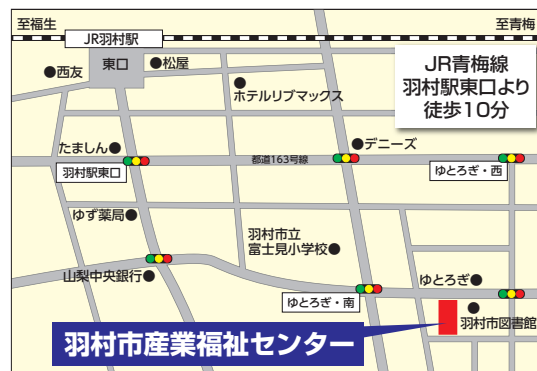 至福生
至青梅
JR羽村駅
東口
●松屋
●西友
●
ホテルリブマックス
JR青梅線
羽村駅東口より
徒歩10分
たましん●
●デニーズ
都道163号線
羽村駅東口
ゆとろぎ・西
ゆず薬局●
羽村市立
富士見小学校●
山梨中央銀行●
ゆとろぎ●
ゆとろぎ・南
●
羽村市図書館
羽村市産業福祉センター